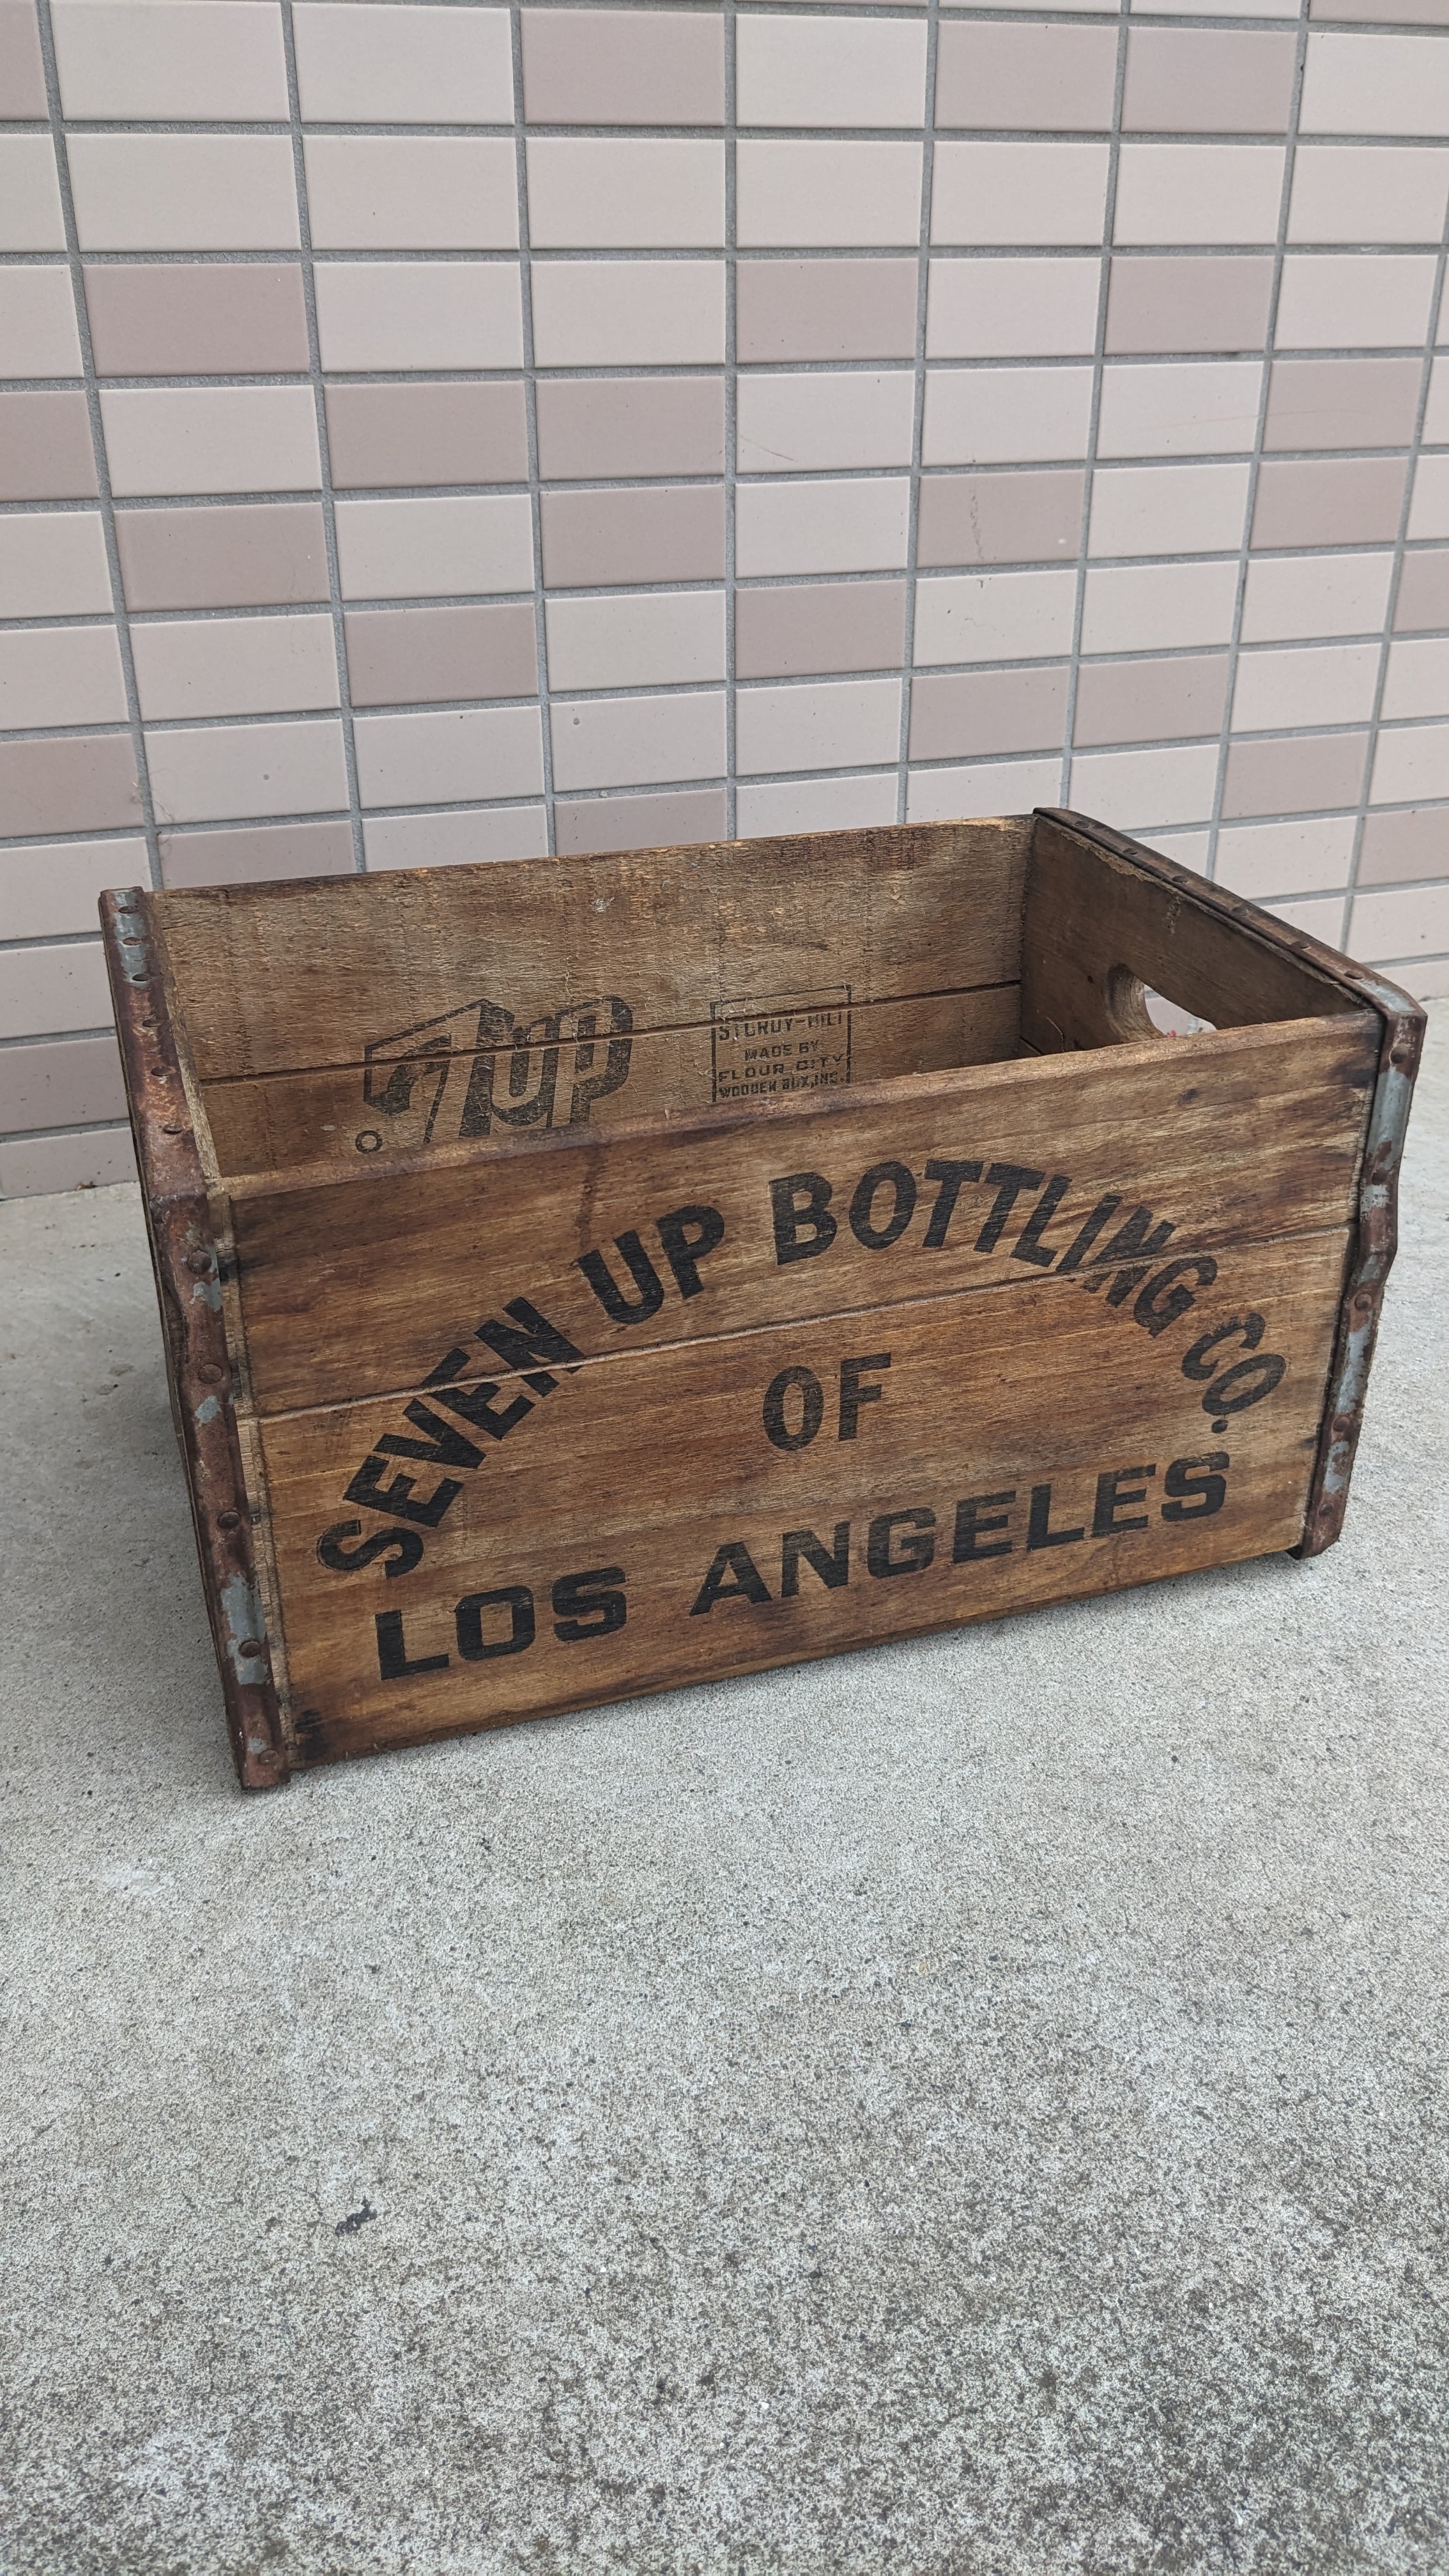 7up
STURDY-BILT
MADE BY
FLOUR CITY
WOODEN BOX, INC.
SEVEN UP BOTTLING CO.
OF
LOS ANGELES